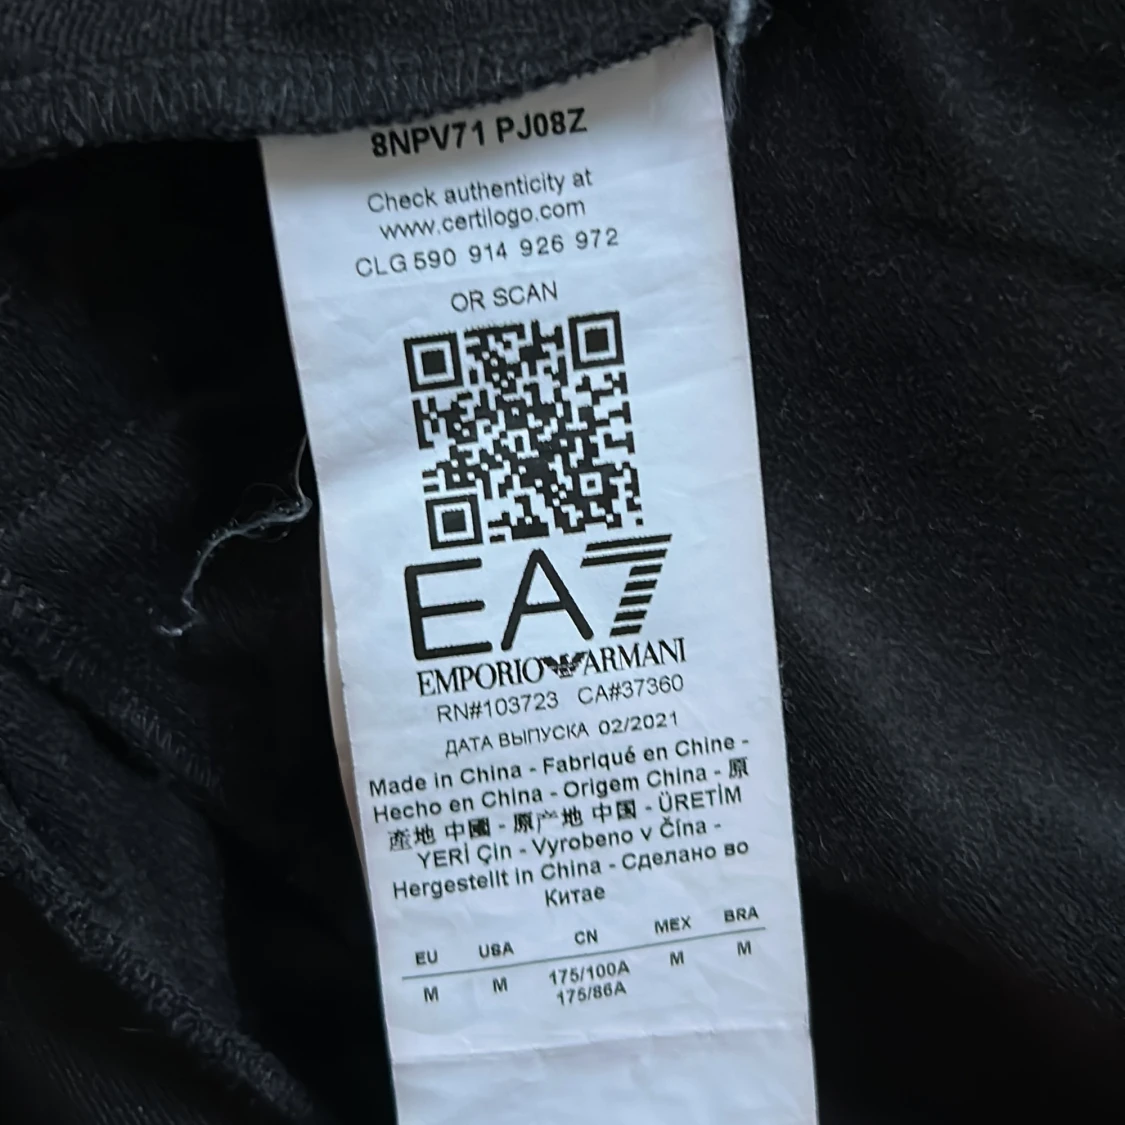 8NPV71 PJ08Z
Check authenticity at
www.certilogo.com
CLG 590 914 926 972
OR SCAN
EA7
EMPORIO ARMANI
RN#103723 CA#37360
ДАТА ВЫПУСКА 02/2021
Made in China - Fabriqué en Chine -
Hecho en China - Origem China - 原
產地 中國 - 原产地 中国 - ÜRETİM
YERİ Çin - Vyrobeno v Čína -
Hergestellt in China - Сделано во
Китае
EU USA CN MEX BRA
M M 175/100A M M
175/86A